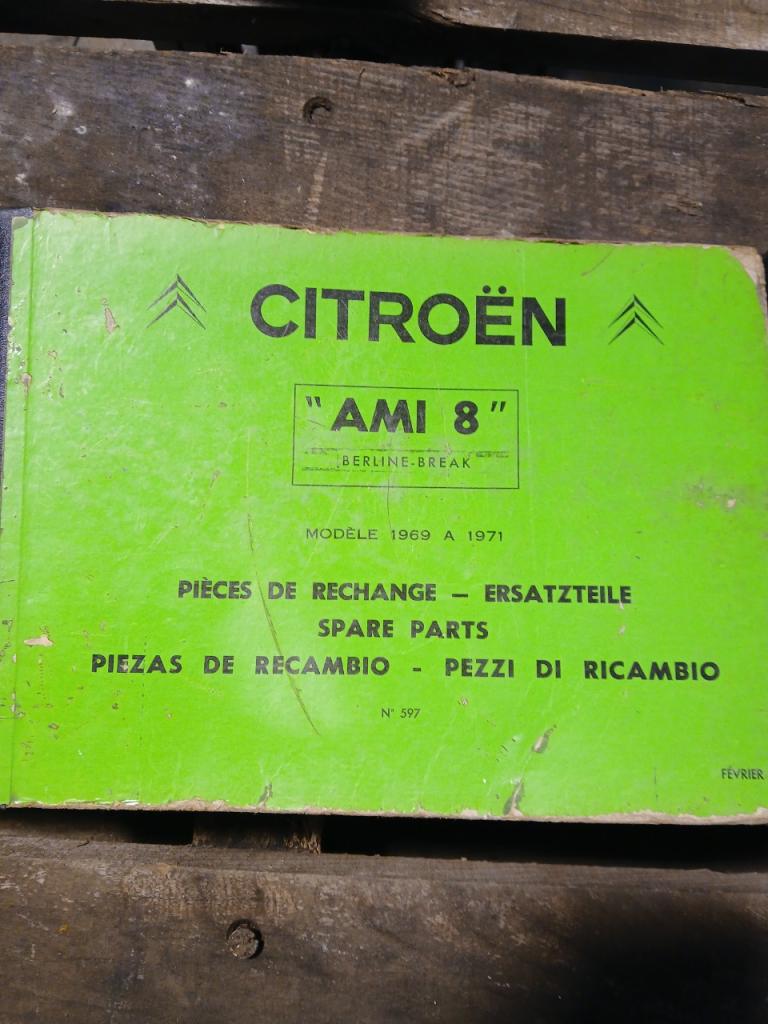 CITROËN
"AMI 8"
BERLINE-BREAK
MODÈLE 1969 A 1971
PIÈCES DE RECHANGE – ERSATZTEILE
SPARE PARTS
PIEZAS DE RECAMBIO - PEZZI DI RICAMBIO
N° 597
FÉVRIER